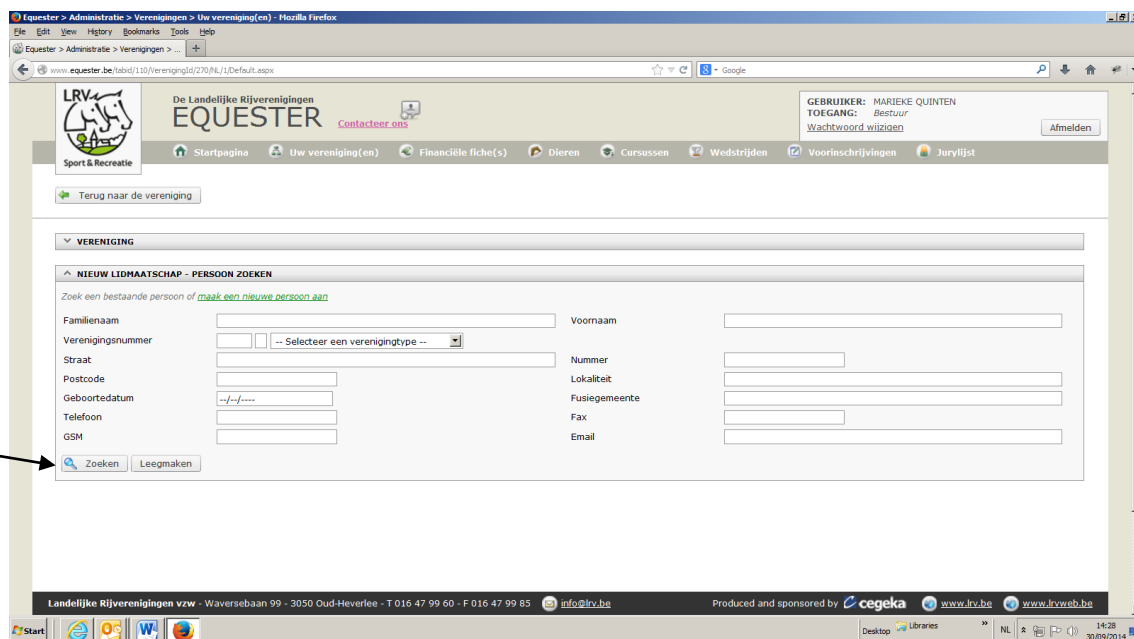 Equester > Administratie > Verenigingen > Uw vereniging(en) - Mozilla Firefox
File Edit View History Bookmarks Tools Help
Equester > Administratie > Verenigingen > ... +
www.equester.be/tabid/110/VerenigingId/270/NL/1/Default.aspx
8 - Google
LRV
Sport & Recreatie
De Landelijke Rijverenigingen
EQUESTER
Contacteer ons
GEBRUIKER: MARIEKE QUINTEN
TOEGANG: Bestuur
Wachtwoord wijzigen
Afmelden
Startpagina Uw vereniging(en) Financiële fiche(s) Dieren Cursussen Wedstrijden Voorinschrijvingen Jurylijst
Terug naar de vereniging
VERENIGING
NIEUW LIDMAATSCHAP - PERSOON ZOEKEN
Zoek een bestaande persoon of maak een nieuwe persoon aan
Familienaam Voornaam
Verenigingsnummer -- Selecteer een verenigingtype --
Straat Nummer
Postcode Lokaliteit
Geboortedatum --/--/---- Fusiegemeente
Telefoon Fax
GSM Email
Zoeken Leegmaken
Landelijke Rijverenigingen vzw - Waversebaan 99 - 3050 Oud-Heverlee - T 016 47 99 60 - F 016 47 99 85 info@lrv.be Produced and sponsored by cegeka www.lrv.be www.lrvweb.be
Start Desktop Libraries » NL 14:28
30/09/2014